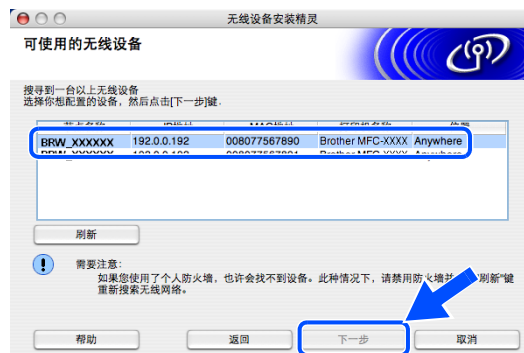 无线设备安装精灵
可使用的无线设备
搜寻到一台以上无线设备
选择你想配置的设备，然后点击[下一步]键.
BRW_XXXXXX 192.0.0.192 008077567890 Brother MFC-XXXX Anywhere
刷新
需要注意:
如果您使用了个人防火墙，也许会找不到设备。此种情况下，请禁用防火墙并 "刷新"键
重新搜索无线网络。
帮助 返回 下一步 取消